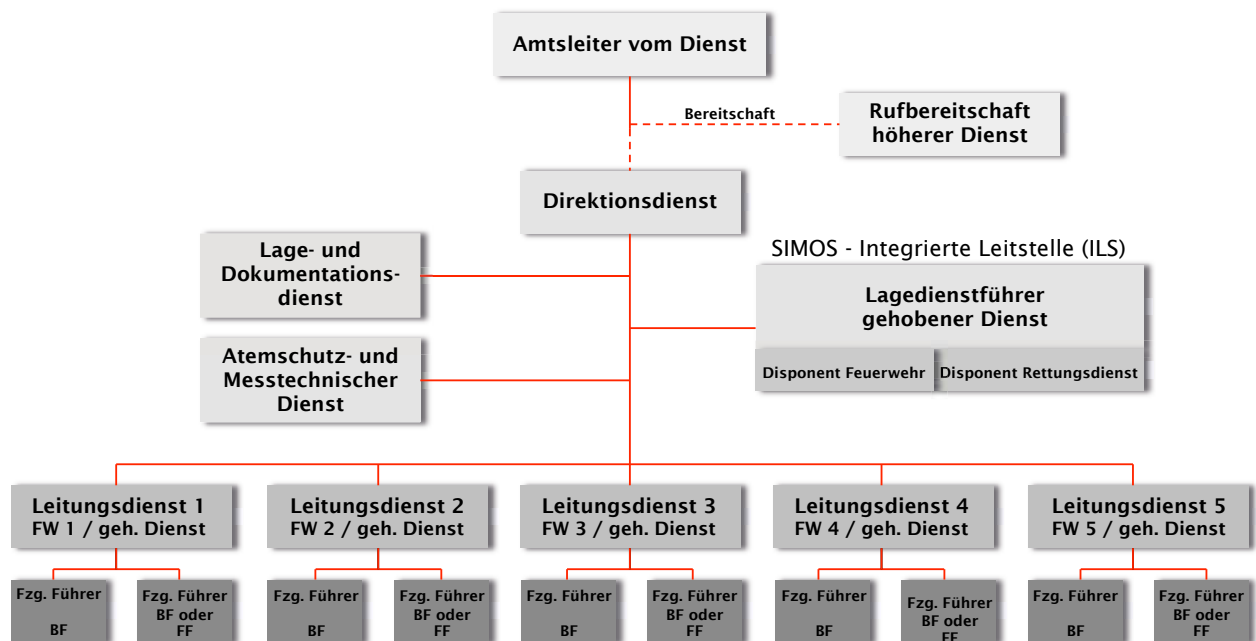 Amtsleiter vom Dienst
Bereitschaft
Rufbereitschaft
höherer Dienst
Direktionsdienst
Lage- und
Dokumentations-
dienst
SIMOS - Integrierte Leitstelle (ILS)
Lagedienstführer
gehobener Dienst
Disponent Feuerwehr
Disponent Rettungsdienst
Atemschutz- und
Messtechnischer
Dienst
Leitungsdienst 1
FW 1 / geh. Dienst
Leitungsdienst 2
FW 2 / geh. Dienst
Leitungsdienst 3
FW 3 / geh. Dienst
Leitungsdienst 4
FW 4 / geh. Dienst
Leitungsdienst 5
FW 5 / geh. Dienst
Fzg. Führer
BF
Fzg. Führer
BF oder
FF
Fzg. Führer
BF
Fzg. Führer
BF oder
FF
Fzg. Führer
BF
Fzg. Führer
BF oder
FF
Fzg. Führer
BF
Fzg. Führer
BF oder
FF
Fzg. Führer
BF
Fzg. Führer
BF oder
FF